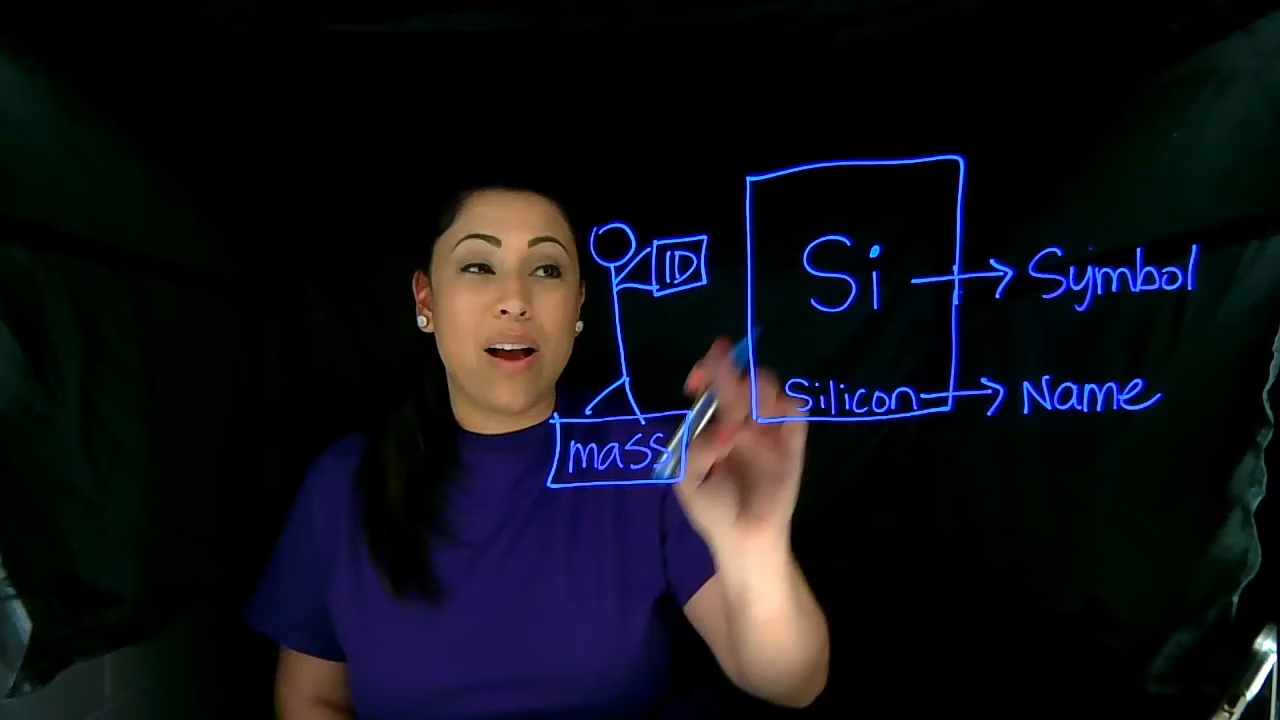 ID
mass
Si → Symbol
Silicon → Name